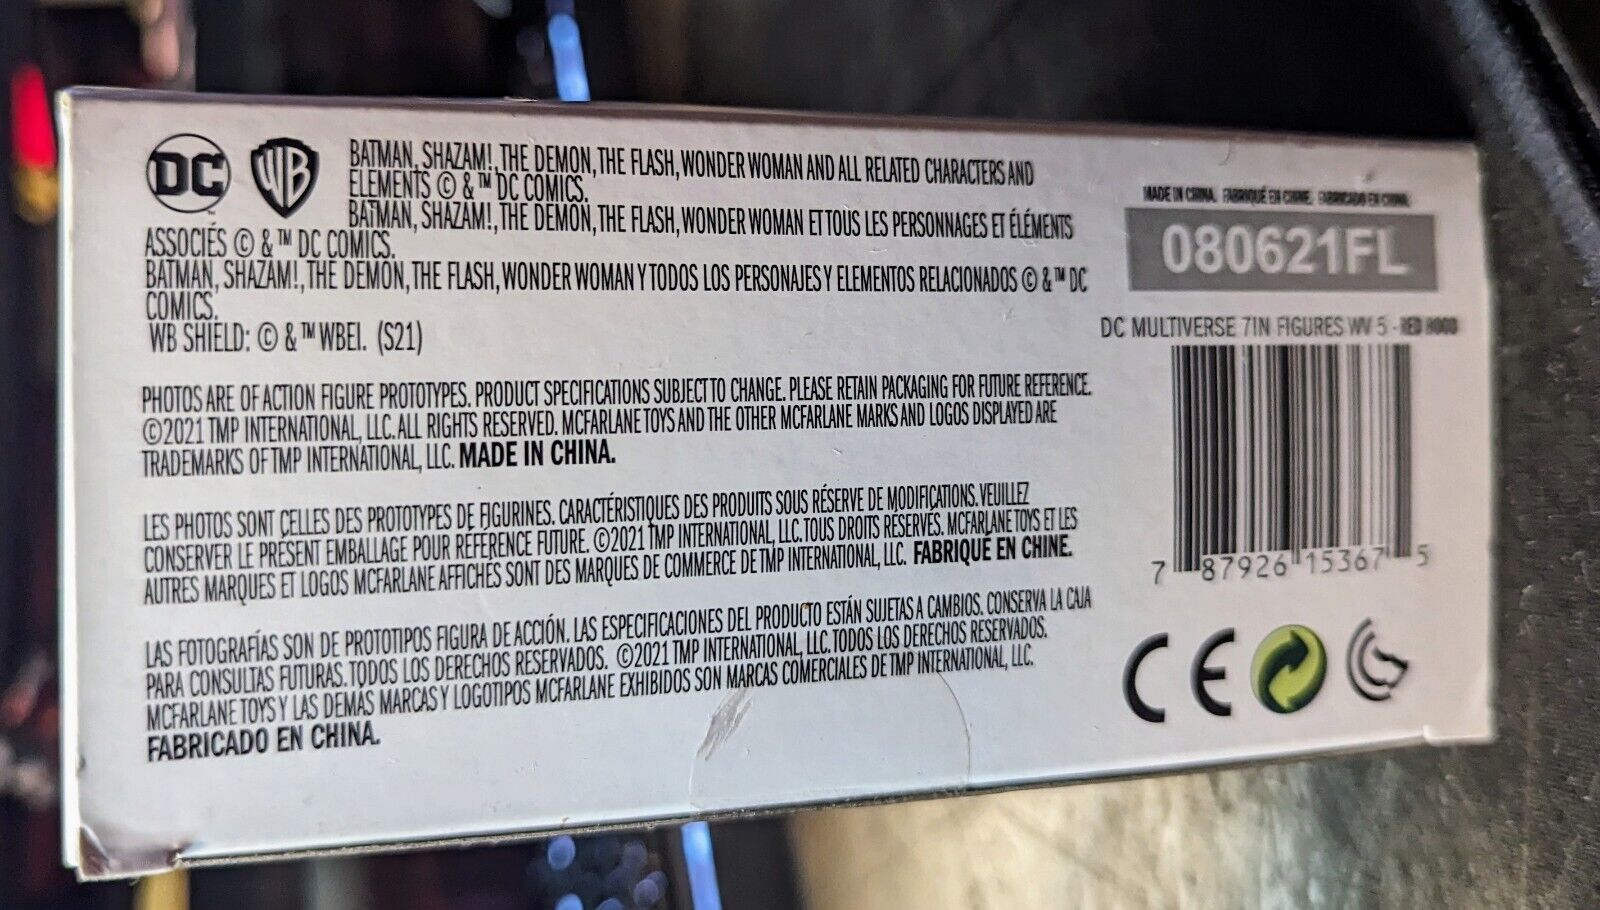 DC WB
BATMAN, SHAZAM!, THE DEMON, THE FLASH, WONDER WOMAN AND ALL RELATED CHARACTERS AND
ELEMENTS © & ™ DC COMICS.
BATMAN, SHAZAM!, THE DEMON, THE FLASH, WONDER WOMAN ET TOUS LES PERSONNAGES ET ÉLÉMENTS
ASSOCIÉS © & ™ DC COMICS.
BATMAN, SHAZAM!, THE DEMON, THE FLASH, WONDER WOMAN Y TODOS LOS PERSONAJES Y ELEMENTOS RELACIONADOS © & ™ DC
COMICS.
WB SHIELD: © & ™ WBEI. (S21)
PHOTOS ARE OF ACTION FIGURE PROTOTYPES. PRODUCT SPECIFICATIONS SUBJECT TO CHANGE. PLEASE RETAIN PACKAGING FOR FUTURE REFERENCE.
©2021 TMP INTERNATIONAL, LLC. ALL RIGHTS RESERVED. MCFARLANE TOYS AND THE OTHER MCFARLANE MARKS AND LOGOS DISPLAYED ARE
TRADEMARKS OF TMP INTERNATIONAL, LLC. MADE IN CHINA.
LES PHOTOS SONT CELLES DES PROTOTYPES DE FIGURINES. CARACTÉRISTIQUES DES PRODUITS SOUS RÉSERVE DE MODIFICATIONS. VEUILLEZ
CONSERVER LE PRÉSENT EMBALLAGE POUR RÉFÉRENCE FUTURE. ©2021 TMP INTERNATIONAL, LLC. TOUS DROITS RÉSERVÉS. MCFARLANE TOYS ET LES
AUTRES MARQUES ET LOGOS MCFARLANE AFFICHÉS SONT DES MARQUES DE COMMERCE DE TMP INTERNATIONAL, LLC. FABRIQUÉ EN CHINE.
LAS FOTOGRAFÍAS SON DE PROTOTIPOS FIGURA DE ACCIÓN. LAS ESPECIFICACIONES DEL PRODUCTO ESTÁN SUJETAS A CAMBIOS. CONSERVA LA CAJA
PARA CONSULTAS FUTURAS. TODOS LOS DERECHOS RESERVADOS. ©2021 TMP INTERNATIONAL, LLC. TODOS LOS DERECHOS RESERVADOS.
MCFARLANE TOYS Y LAS DEMÁS MARCAS Y LOGOTIPOS MCFARLANE EXHIBIDOS SON MARCAS COMERCIALES DE TMP INTERNATIONAL, LLC.
FABRICADO EN CHINA.
MADE IN CHINA. FABRIQUÉ EN CHINE. FABRICADO EN CHINA.
080621FL
DC MULTIVERSE 7IN FIGURES WV 5 - RED HOOD
7 87926 15367 5
CE